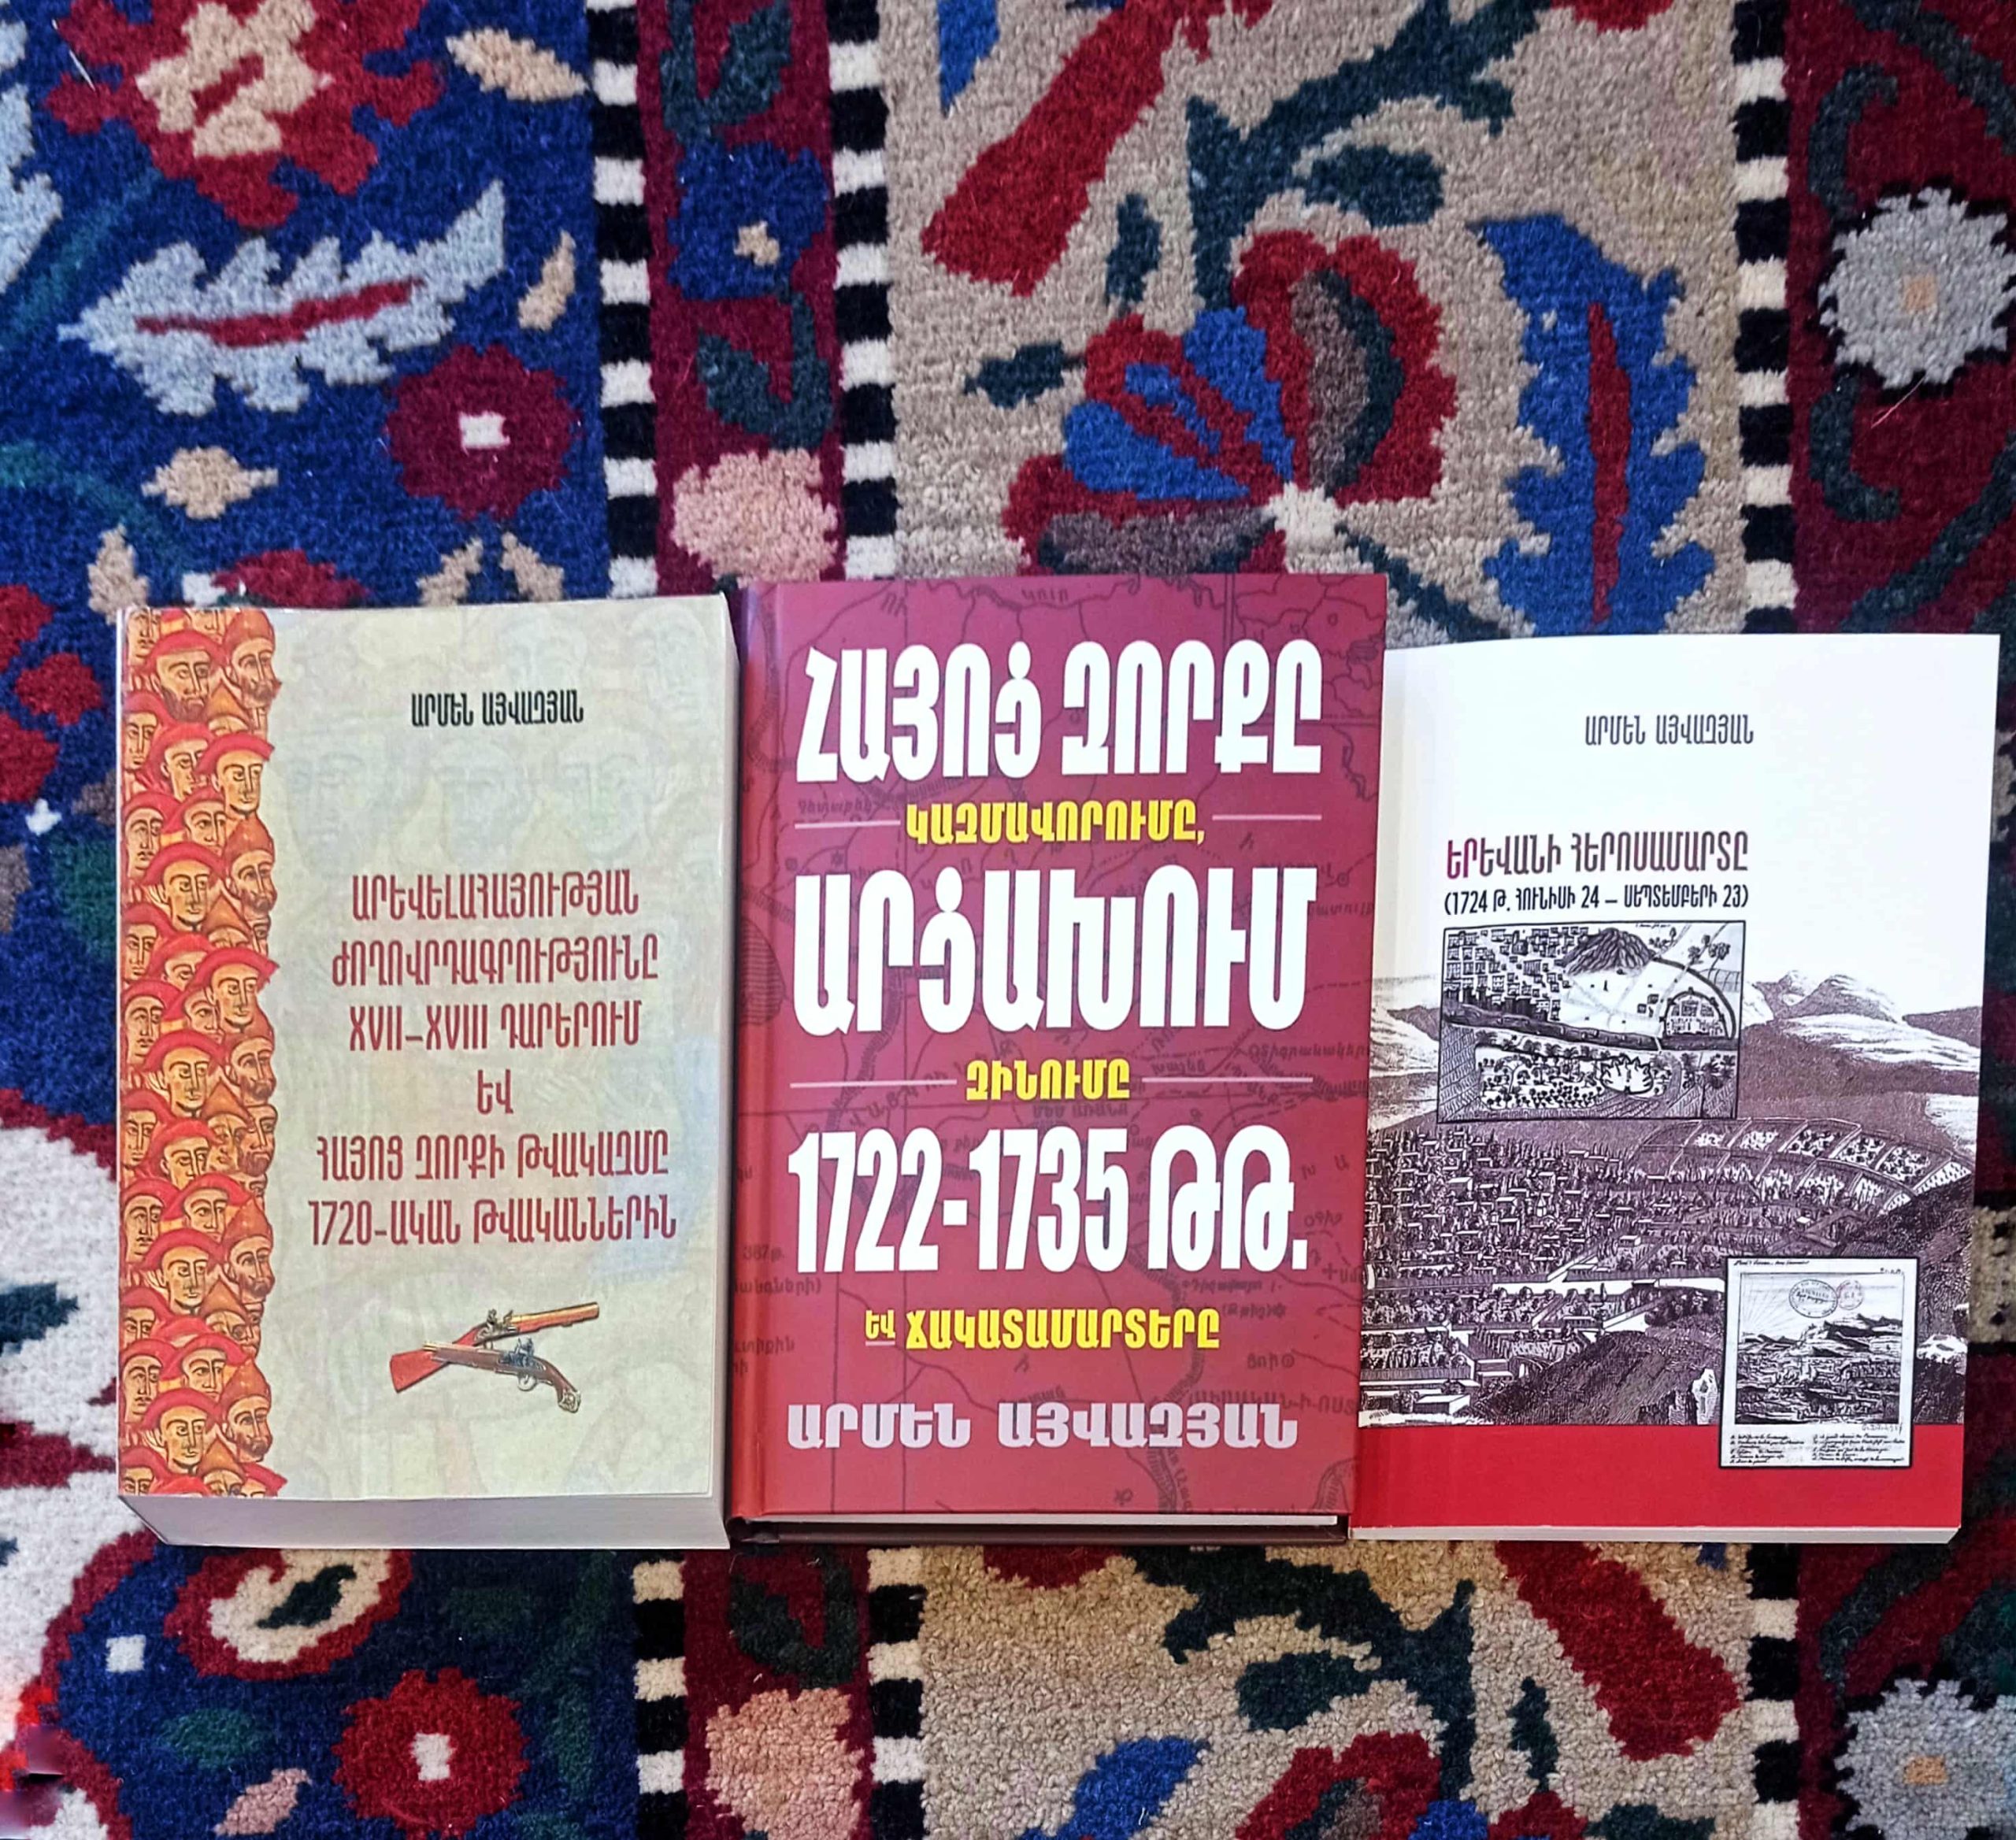 ԱՐՄԵՆ ԱՅՎԱԶՅԱՆ
ԱՐԵՎԵԼԱՀԱՅՈՒԹՅԱՆ
ԺՈՂՈՎՐԴԱԳՐՈՒԹՅՈՒՆԸ
XVII–XVIII ԴԱՐԵՐՈՒՄ
ԵՎ
ՀԱՅՈՑ ԶՈՐՔԻ ԹՎԱԿԱԶՄԸ
1720-ԱԿԱՆ ԹՎԱԿԱՆՆԵՐԻՆ
ՀԱՅՈՑ ԶՈՐՔԸ
ԿԱԶՄԱՎՈՐՈՒՄԸ,
ԱՐՑԱԽՈՒՄ
ԶԻՆՈՒՄԸ
1722-1735 ԹԹ.
ԵՎ ՃԱԿԱՏԱՄԱՐՏԵՐԸ
ԱՐՄԵՆ ԱՅՎԱԶՅԱՆ
ԱՐՄԵՆ ԱՅՎԱԶՅԱՆ
ԵՐԵՎԱՆԻ ՀԵՐՈՍԱՄԱՐՏԸ
(1724 Թ. ՀՈՒՆԻՍԻ 24 – ՍԵՊՏԵՄԲԵՐԻ 23)